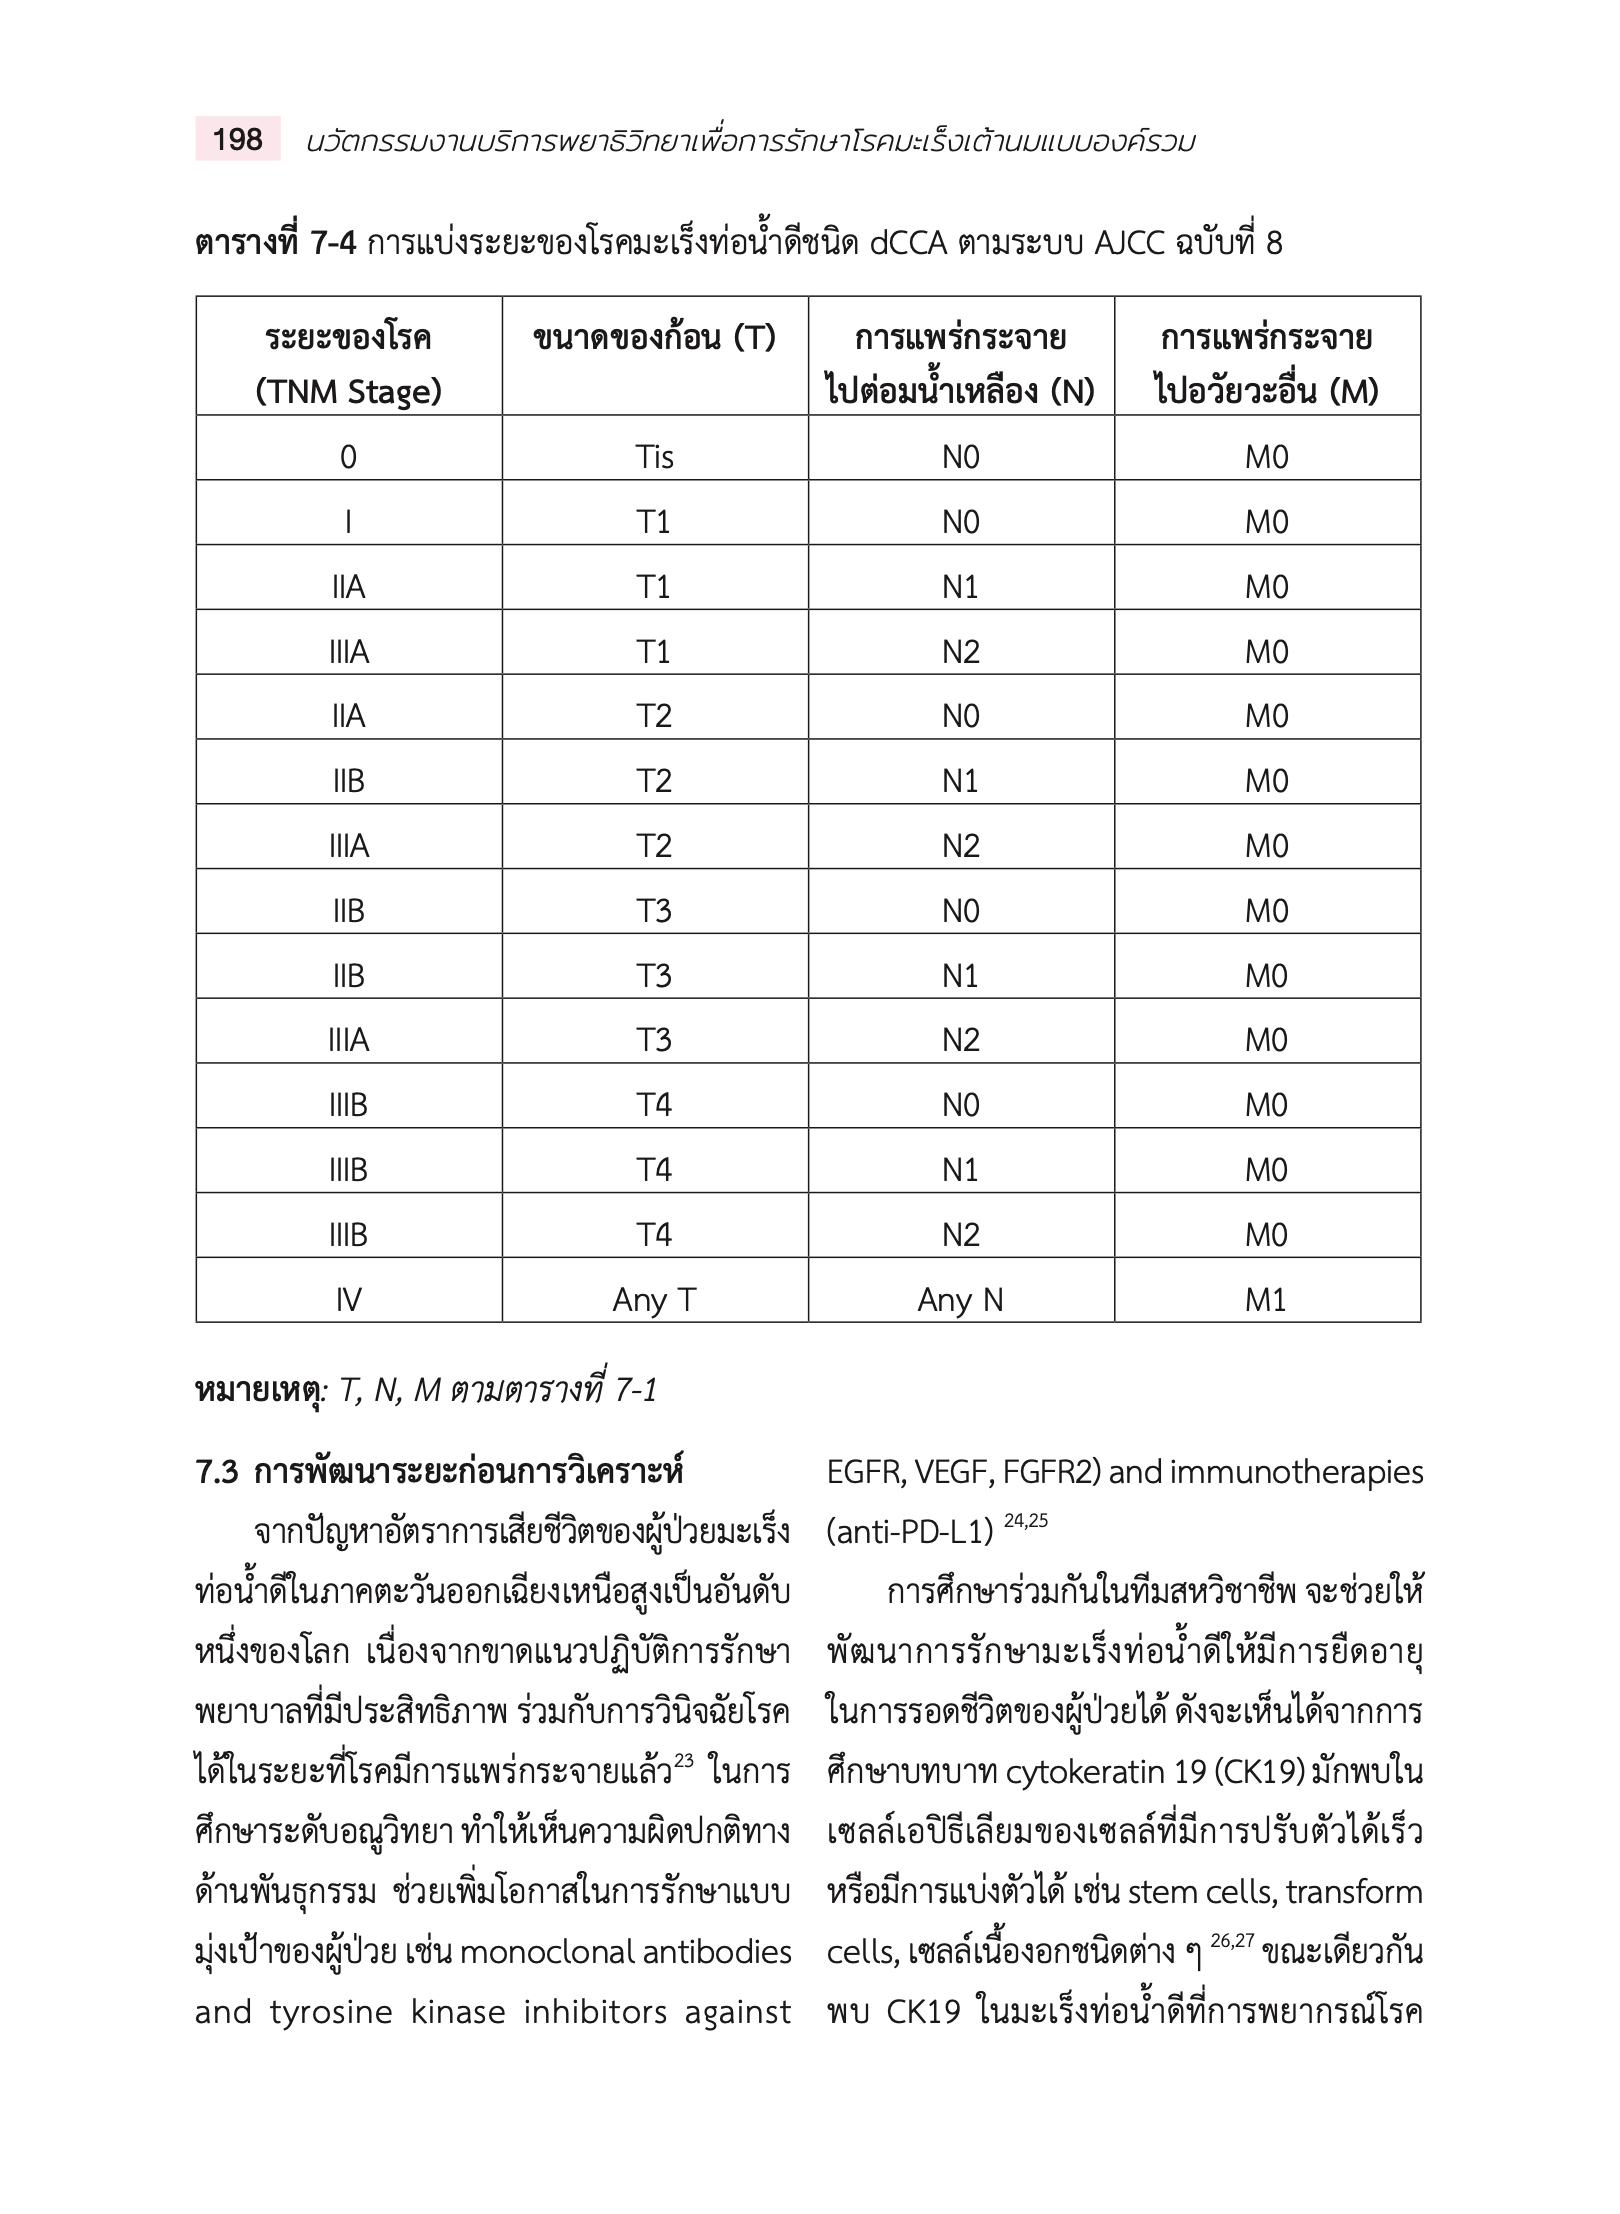 198 นวัตกรรมงานบริการพยาธิวิทยาเพื่อการรักษาโรคมะเร็งเต้านมแบบองค์รวม
ตารางที่ 7-4 การแบ่งระยะของโรคมะเร็งท่อน้ำดีชนิด dCCA ตามระบบ AJCC ฉบับที่ 8
ระยะของโรค ขนาดของก้อน (T) การแพร่กระจาย การแพร่กระจาย
(TNM Stage) ไปต่อมน้ำเหลือง (N) ไปอวัยวะอื่น (M)
0 Tis N0 M0
I T1 N0 M0
IIA T1 N1 M0
IIIA T1 N2 M0
IIA T2 N0 M0
IIB T2 N1 M0
IIIA T2 N2 M0
IIB T3 N0 M0
IIB T3 N1 M0
IIIA T3 N2 M0
IIIB T4 N0 M0
IIIB T4 N1 M0
IIIB T4 N2 M0
IV Any T Any N M1
หมายเหตุ: T, N, M ตามตารางที่ 7-1
7.3 การพัฒนาระยะก่อนการวิเคราะห์
จากปัญหาอัตราการเสียชีวิตของผู้ป่วยมะเร็ง
ท่อน้ำดีในภาคตะวันออกเฉียงเหนือสูงเป็นอันดับ
หนึ่งของโลก เนื่องจากขาดแนวปฏิบัติการรักษา
พยาบาลที่มีประสิทธิภาพ ร่วมกับการวินิจฉัยโรค
ได้ในระยะที่โรคมีการแพร่กระจายแล้ว23 ในการ
ศึกษาระดับอณูวิทยา ทำให้เห็นความผิดปกติทาง
ด้านพันธุกรรม ช่วยเพิ่มโอกาสในการรักษาแบบ
มุ่งเป้าของผู้ป่วย เช่น monoclonal antibodies
and tyrosine kinase inhibitors against
EGFR, VEGF, FGFR2) and immunotherapies
(anti-PD-L1) 24,25
การศึกษาร่วมกันในทีมสหวิชาชีพ จะช่วยให้
พัฒนาการรักษามะเร็งท่อน้ำดีให้มีการยืดอายุ
ในการรอดชีวิตของผู้ป่วยได้ ดังจะเห็นได้จากการ
ศึกษาบทบาท cytokeratin 19 (CK19) มักพบใน
เซลล์เอปิธีเลียมของเซลล์ที่มีการปรับตัวได้เร็ว
หรือมีการแบ่งตัวได้ เช่น stem cells, transform
cells, เซลล์เนื้องอกชนิดต่าง ๆ 26,27 ขณะเดียวกัน
พบ CK19 ในมะเร็งท่อน้ำดีที่การพยากรณ์โรค